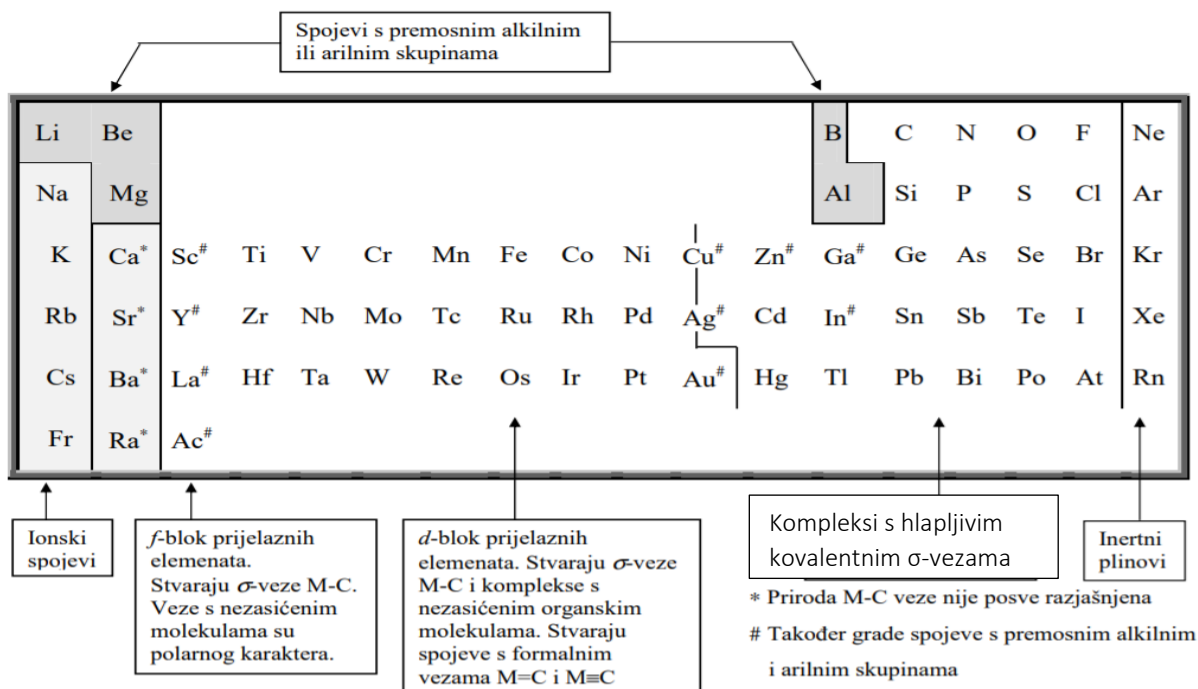 Spojevi s premosnim alkilnim
ili arilnim skupinama
Li Be B C N O F Ne
Na Mg Al Si P S Cl Ar
K Ca* Sc# Ti V Cr Mn Fe Co Ni Cu# Zn# Ga# Ge As Se Br Kr
Rb Sr* Y# Zr Nb Mo Tc Ru Rh Pd Ag# Cd In# Sn Sb Te I Xe
Cs Ba* La# Hf Ta W Re Os Ir Pt Au# Hg Tl Pb Bi Po At Rn
Fr Ra* Ac#
Ionski
spojevi
f-blok prijelaznih
elemenata.
Stvaraju σ-veze M-C.
Veze s nezasićenim
molekulama su
polarnog karaktera.
d-blok prijelaznih
elemenata. Stvaraju σ-veze
M-C i komplekse s
nezasićenim organskim
molekulama. Stvaraju
spojeve s formalnim
vezama M=C i M≡C
Kompleksi s hlapljivim
kovalentnim σ-vezama
Inertni
plinovi
* Priroda M-C veze nije posve razjašnjena
# Također grade spojeve s premosnim alkilnim
i arilnim skupinama